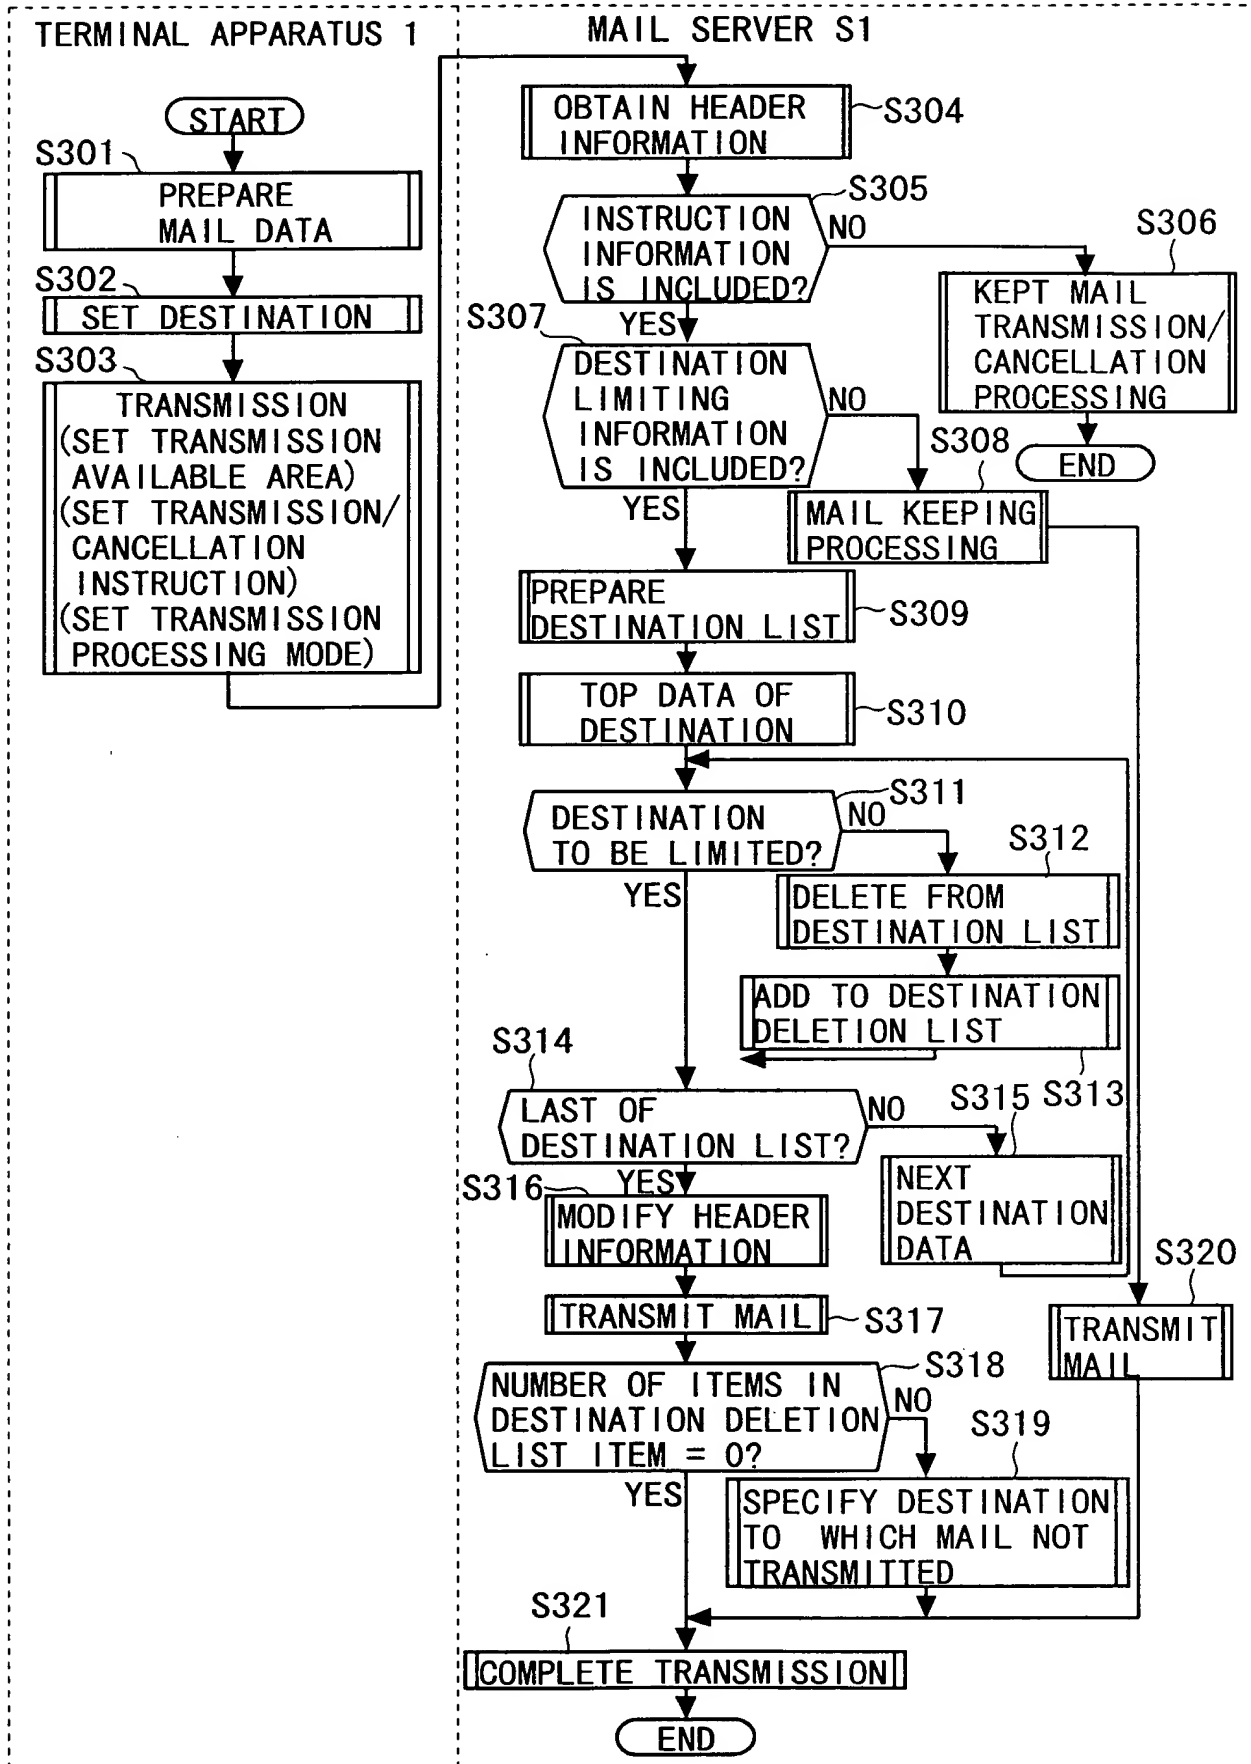 TERMINAL APPARATUS 1
START
S301
PREPARE
MAIL DATA
S302
SET DESTINATION
S303
TRANSMISSION
(SET TRANSMISSION
AVAILABLE AREA)
(SET TRANSMISSION/
CANCELLATION
INSTRUCTION)
(SET TRANSMISSION
PROCESSING MODE)
MAIL SERVER S1
OBTAIN HEADER
INFORMATION
S304
INSTRUCTION
INFORMATION
IS INCLUDED?
S305
NO
YES
S306
KEPT MAIL
TRANSMISSION/
CANCELLATION
PROCESSING
END
S307
DESTINATION
LIMITING
INFORMATION
IS INCLUDED?
NO
YES
S308
MAIL KEEPING
PROCESSING
PREPARE
DESTINATION LIST
S309
TOP DATA OF
DESTINATION
S310
DESTINATION
TO BE LIMITED?
S311
NO
YES
S312
DELETE FROM
DESTINATION LIST
ADD TO DESTINATION
DELETION LIST
S313
S314
LAST OF
DESTINATION LIST?
NO
YES
S315
NEXT
DESTINATION
DATA
S316
MODIFY HEADER
INFORMATION
TRANSMIT MAIL
S317
S320
TRANSMIT
MAIL
NUMBER OF ITEMS IN
DESTINATION DELETION
LIST ITEM = 0?
S318
NO
YES
S319
SPECIFY DESTINATION
TO WHICH MAIL NOT
TRANSMITTED
S321
COMPLETE TRANSMISSION
END